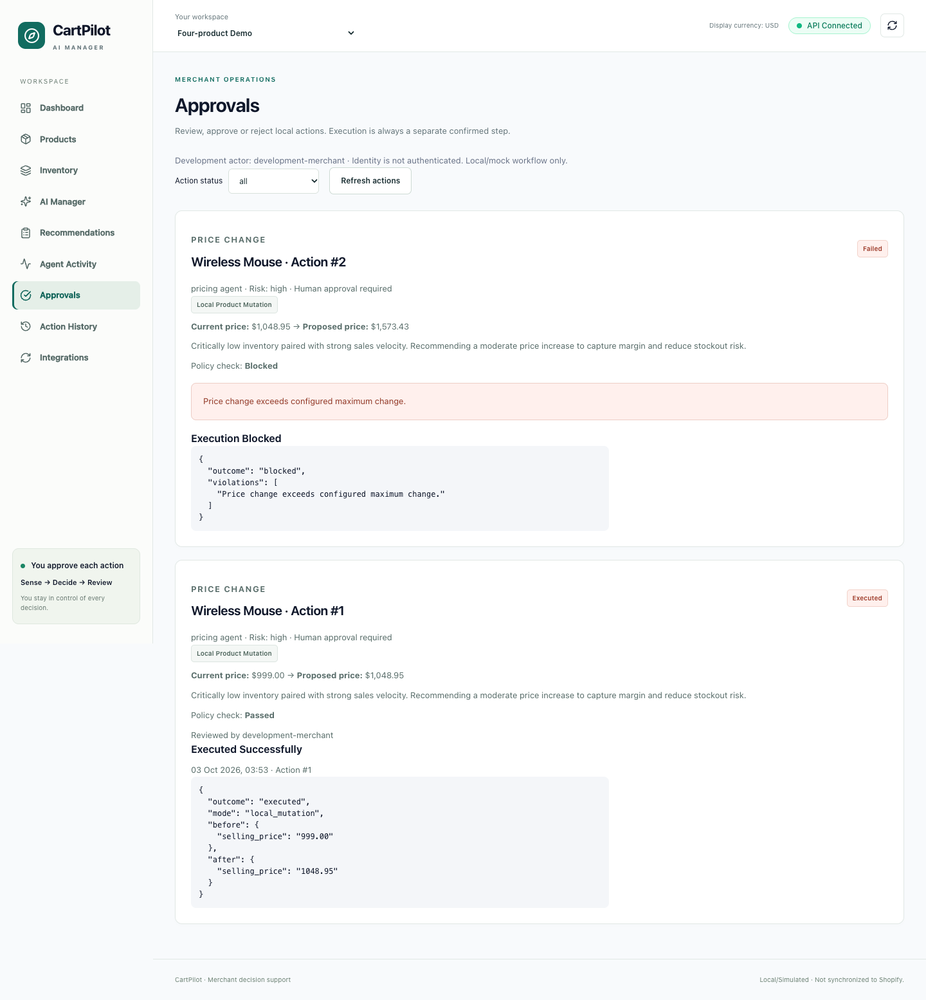 CartPilot
AI MANAGER
WORKSPACE
Dashboard
Products
Inventory
AI Manager
Recommendations
Agent Activity
Approvals
Action History
Integrations
You approve each action
Sense → Decide → Review
You stay in control of every
decision.
Your workspace
Four-product Demo
Display currency: USD
API Connected
MERCHANT OPERATIONS
Approvals
Review, approve or reject local actions. Execution is always a separate confirmed step.
Development actor: development-merchant · Identity is not authenticated. Local/mock workflow only.
Action status
all
Refresh actions
PRICE CHANGE
Failed
Wireless Mouse · Action #2
pricing agent · Risk: high · Human approval required
Local Product Mutation
Current price: $1,048.95 → Proposed price: $1,573.43
Critically low inventory paired with strong sales velocity. Recommending a moderate price increase to capture margin and reduce stockout risk.
Policy check: Blocked
Price change exceeds configured maximum change.
Execution Blocked
{
  "outcome": "blocked",
  "violations": [
    "Price change exceeds configured maximum change."
  ]
}
PRICE CHANGE
Executed
Wireless Mouse · Action #1
pricing agent · Risk: high · Human approval required
Local Product Mutation
Current price: $999.00 → Proposed price: $1,048.95
Critically low inventory paired with strong sales velocity. Recommending a moderate price increase to capture margin and reduce stockout risk.
Policy check: Passed
Reviewed by development-merchant
Executed Successfully
03 Oct 2026, 03:53 · Action #1
{
  "outcome": "executed",
  "mode": "local_mutation",
  "before": {
    "selling_price": "999.00"
  },
  "after": {
    "selling_price": "1048.95"
  }
}
CartPilot · Merchant decision support
Local/Simulated · Not synchronized to Shopify.